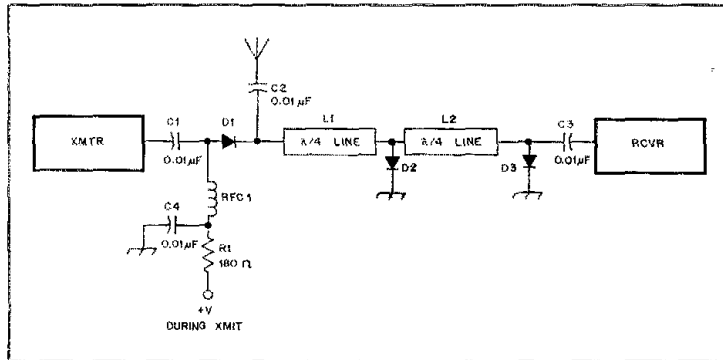 C2
0.01µF
XMTR
C1
0.01µF
D1
L1
λ/4 LINE
D2
L2
λ/4 LINE
D3
C3
0.01µF
RCVR
RFC1
C4
0.01µF
R1
180 Ω
+V
DURING XMIT